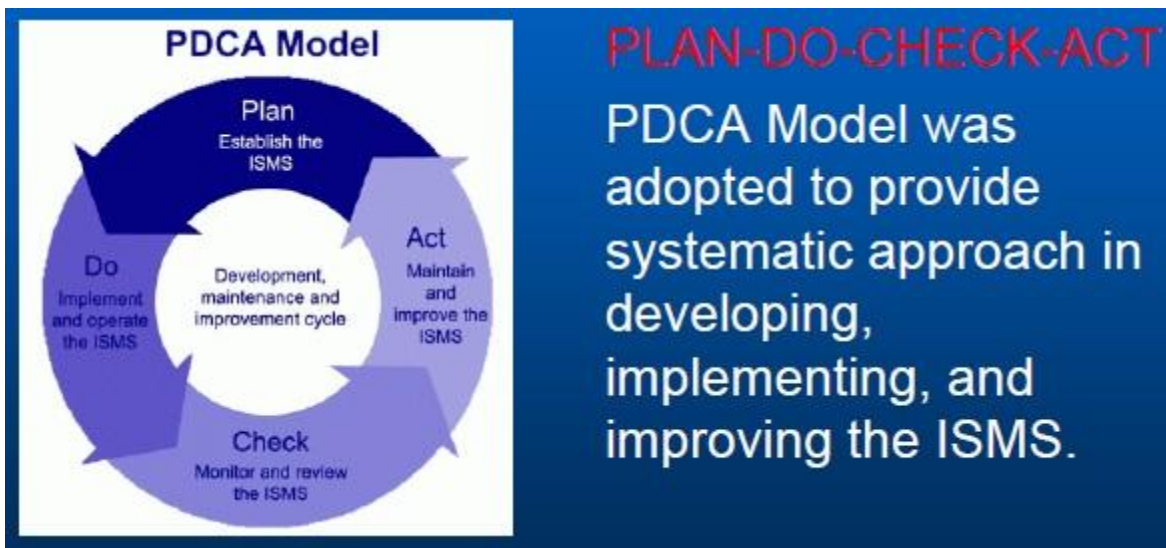 PDCA Model
Plan
Establish the
ISMS
Do
Implement
and operate
the ISMS
Development,
maintenance and
improvement cycle
Act
Maintain
and
improve the
ISMS
Check
Monitor and review
the ISMS
PLAN-DO-CHECK-ACT
PDCA Model was
adopted to provide
systematic approach in
developing,
implementing, and
improving the ISMS.